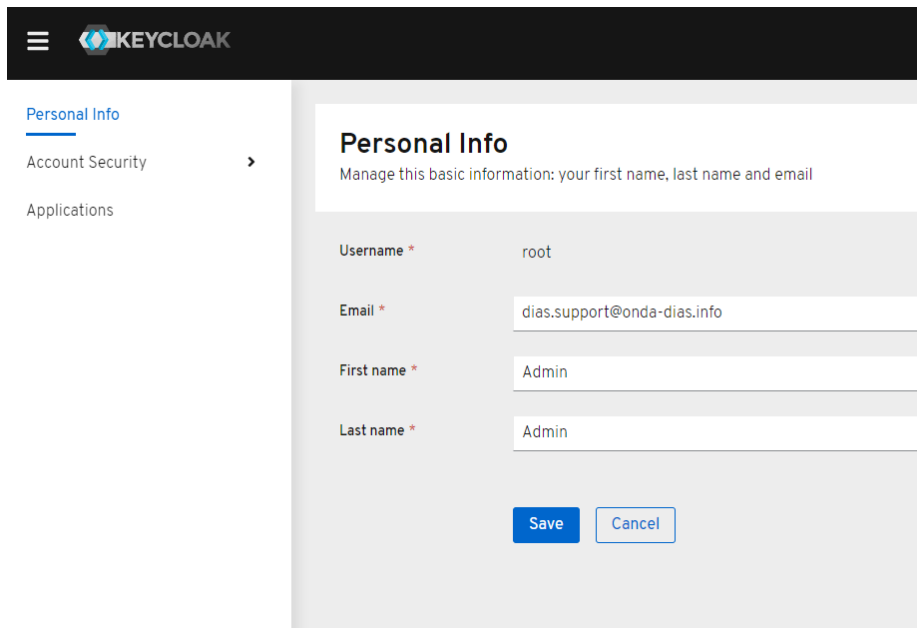 KEYCLOAK
Personal Info
Account Security
Applications
Personal Info
Manage this basic information: your first name, last name and email
Username *
root
Email *
dias.support@onda-dias.info
First name *
Admin
Last name *
Admin
Save
Cancel